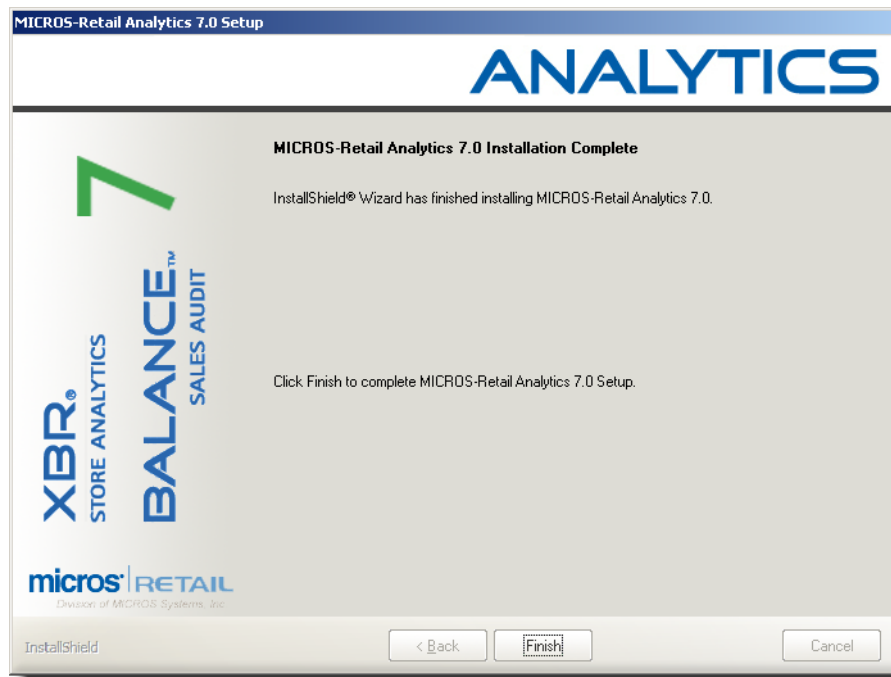 MICROS-Retail Analytics 7.0 Setup
ANALYTICS
MICROS-Retail Analytics 7.0 Installation Complete
InstallShield® Wizard has finished installing MICROS-Retail Analytics 7.0.
Click Finish to complete MICROS-Retail Analytics 7.0 Setup.
XBR®
STORE ANALYTICS
BALANCE™
SALES AUDIT
7
micros® RETAIL
Division of MICROS Systems, Inc.
InstallShield
< Back
Finish
Cancel